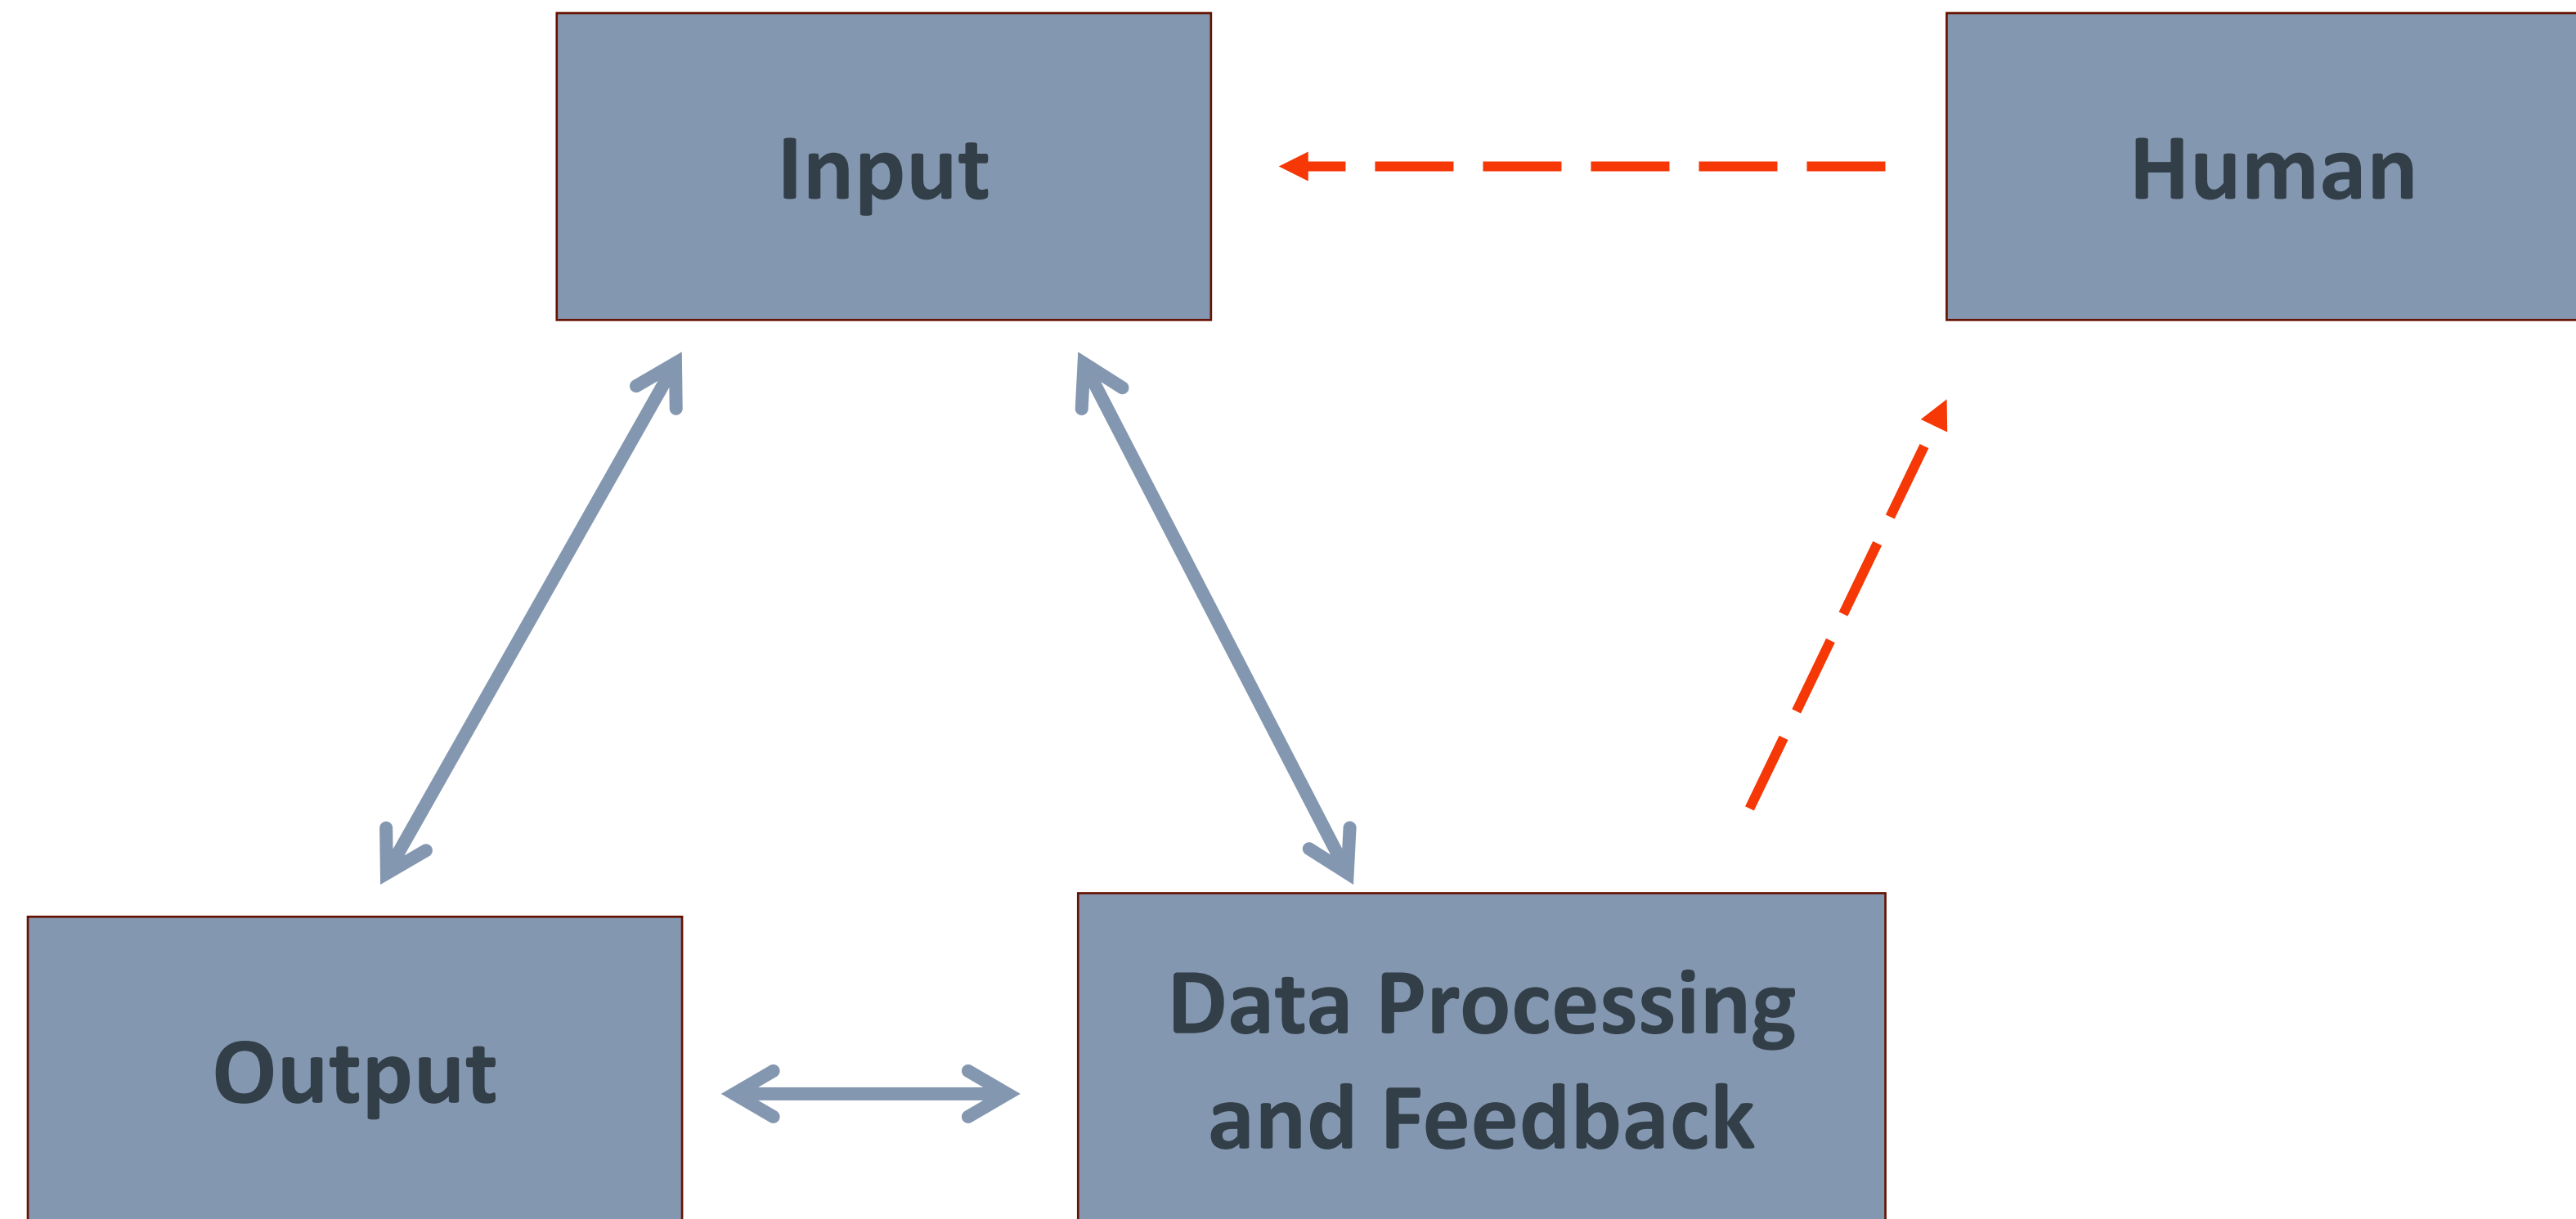 Input
Human
Output
Data Processing
and Feedback